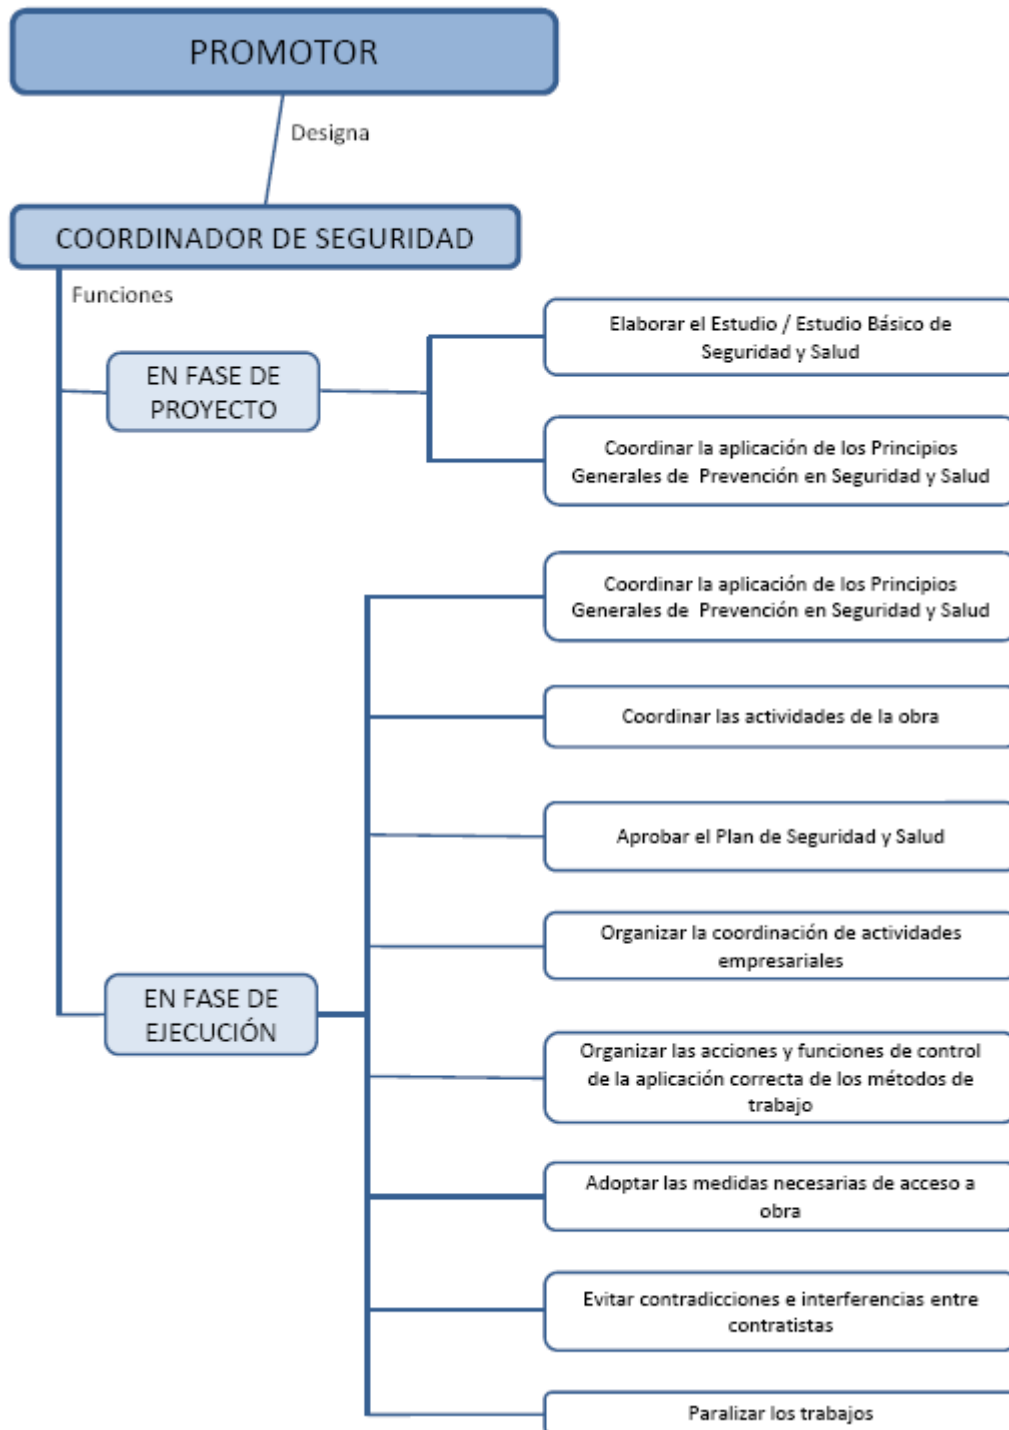 PROMOTOR
Designa
COORDINADOR DE SEGURIDAD
Funciones
EN FASE DE
PROYECTO
Elaborar el Estudio / Estudio Básico de
Seguridad y Salud
Coordinar la aplicación de los Principios
Generales de Prevención en Seguridad y Salud
EN FASE DE
EJECUCIÓN
Coordinar la aplicación de los Principios
Generales de Prevención en Seguridad y Salud
Coordinar las actividades de la obra
Aprobar el Plan de Seguridad y Salud
Organizar la coordinación de actividades
empresariales
Organizar las acciones y funciones de control
de la aplicación correcta de los métodos de
trabajo
Adoptar las medidas necesarias de acceso a
obra
Evitar contradicciones e interferencias entre
contratistas
Paralizar los trabajos